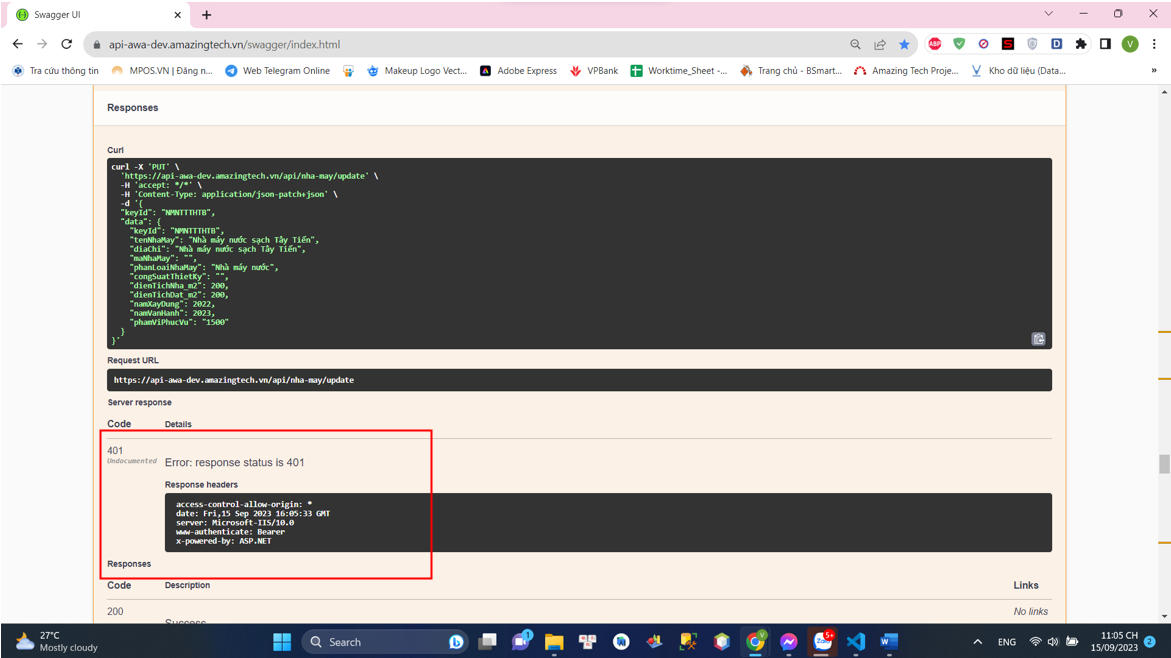 Swagger UI
api-awa-dev.amazingtech.vn/swagger/index.html
ABP
S
D
V
Tra cứu thông tin
MPOS.VN | Đăng n...
Web Telegram Online
Makeup Logo Vect...
Adobe Express
VPBank
Worktime_Sheet -...
Trang chủ - BSmart...
Amazing Tech Proje...
Kho dữ liệu (Data...
»
Responses
Curl
curl -X 'PUT' \
'https://api-awa-dev.amazingtech.vn/api/nha-may/update' \
-H 'accept: */*' \
-H 'Content-Type: application/json-patch+json' \
-d '{
"keyId": "NMNTTTHTB",
"data": {
"keyId": "NMNTTTHTB",
"tenNhaMay": "Nhà máy nước sạch Tây Tiến",
"diaChi": "Nhà máy nước sạch Tây Tiến",
"maNhaMay": "",
"phanLoaiNhaMay": "Nhà máy nước",
"congSuatThietKy": "",
"dienTichNha_m2": 200,
"dienTichDat_m2": 200,
"namXayDung": 2022,
"namVanHanh": 2023,
"phamViPhucVu": "1500"
}
}'
Request URL
https://api-awa-dev.amazingtech.vn/api/nha-may/update
Server response
Code Details
401
Undocumented
Error: response status is 401
Response headers
access-control-allow-origin: *
date: Fri,15 Sep 2023 16:05:33 GMT
server: Microsoft-IIS/10.0
www-authenticate: Bearer
x-powered-by: ASP.NET
Responses
Code Description Links
200 No links
Success
27°C
Mostly cloudy
Search
1
V
5+
Zalo
ENG
11:05 CH
15/09/2023
2